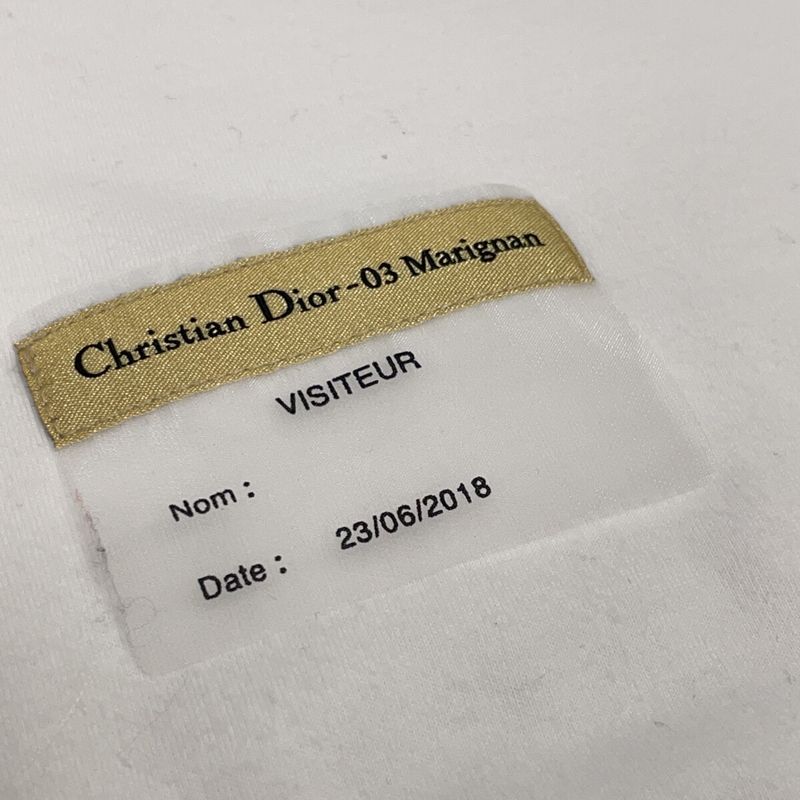 Christian Dior-03 Marignan
VISITEUR
Nom :
Date : 23/06/2018